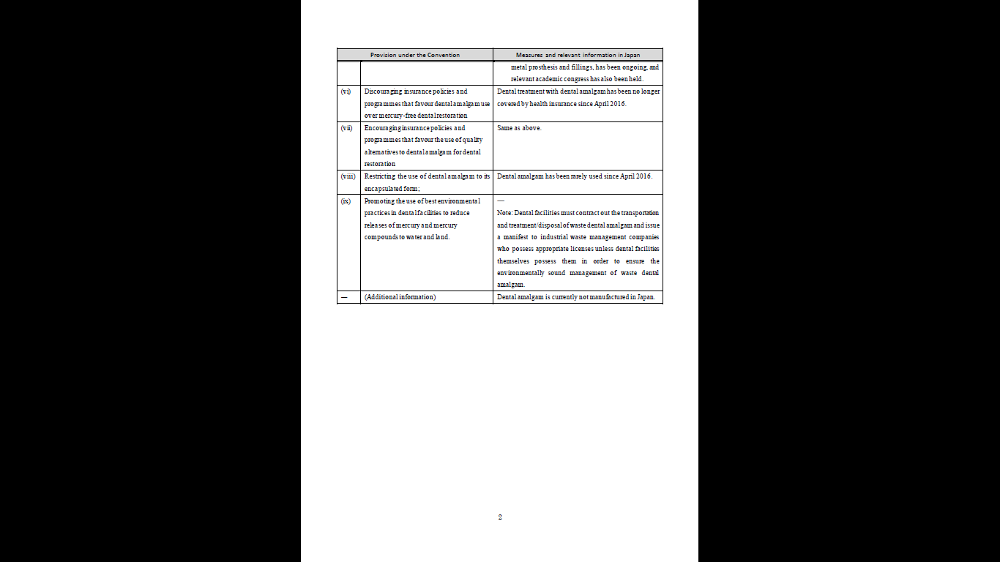 Provision under the Convention
Measures and relevant information in Japan
metal prosthesis and fillings, has been ongoing, and
relevant academic congress has also been held.
(vi)
Discouraging insurance policies and
programmes that favour dental amalgam use
over mercury-free dental restoration
Dental treatment with dental amalgam has been no longer
covered by health insurance since April 2016.
(vii)
Encouraging insurance policies and
programmes that favour the use of quality
alternatives to dental amalgam for dental
restoration
Same as above.
(viii)
Restricting the use of dental amalgam to its
encapsulated form;
Dental amalgam has been rarely used since April 2016.
(ix)
Promoting the use of best environmental
practices in dental facilities to reduce
releases of mercury and mercury
compounds to water and land.
—
Note: Dental facilities must contract out the transportation
and treatment/disposal of waste dental amalgam and issue
a manifest to industrial waste management companies
who possess appropriate licenses unless dental facilities
themselves possess them in order to ensure the
environmentally sound management of waste dental
amalgam.
—
(Additional information)
Dental amalgam is currently not manufactured in Japan.
2